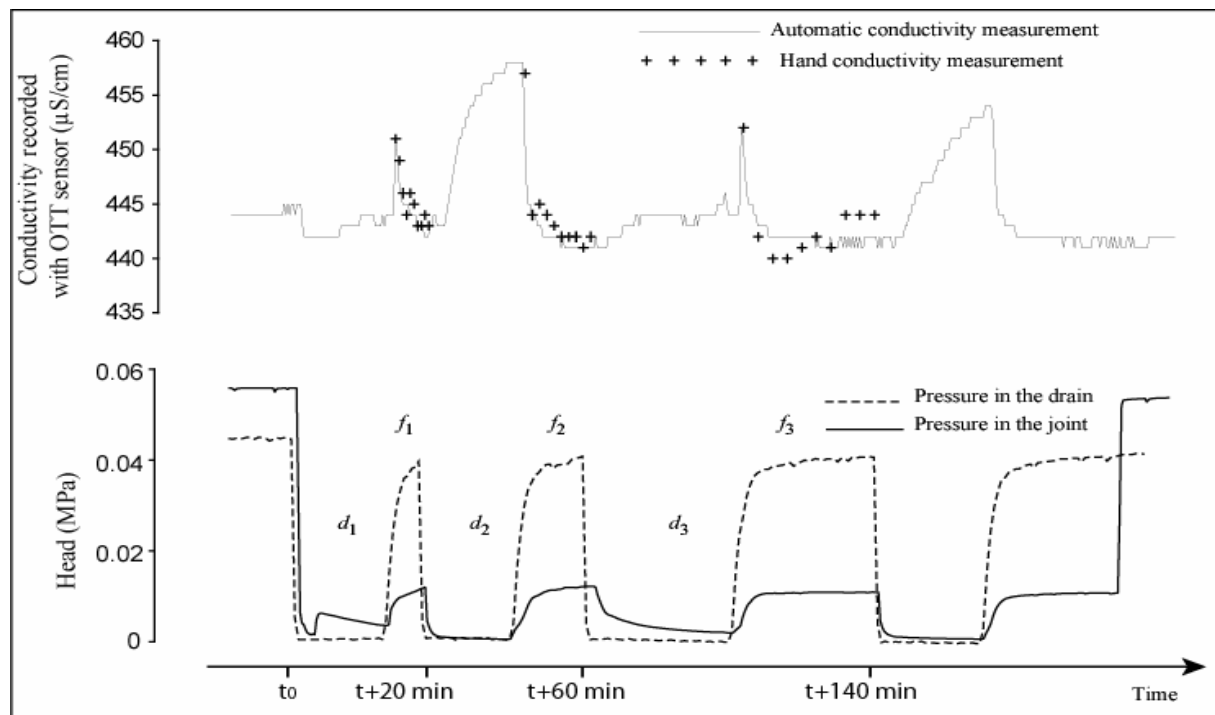 Conductivity recorded
with OTT sensor (µS/cm)
460
455
450
445
440
435
Automatic conductivity measurement
Hand conductivity measurement
Head (MPa)
0.06
0.04
0.02
0
Pressure in the drain
Pressure in the joint
f1
f2
f3
d1
d2
d3
t0
t+20 min
t+60 min
t+140 min
Time